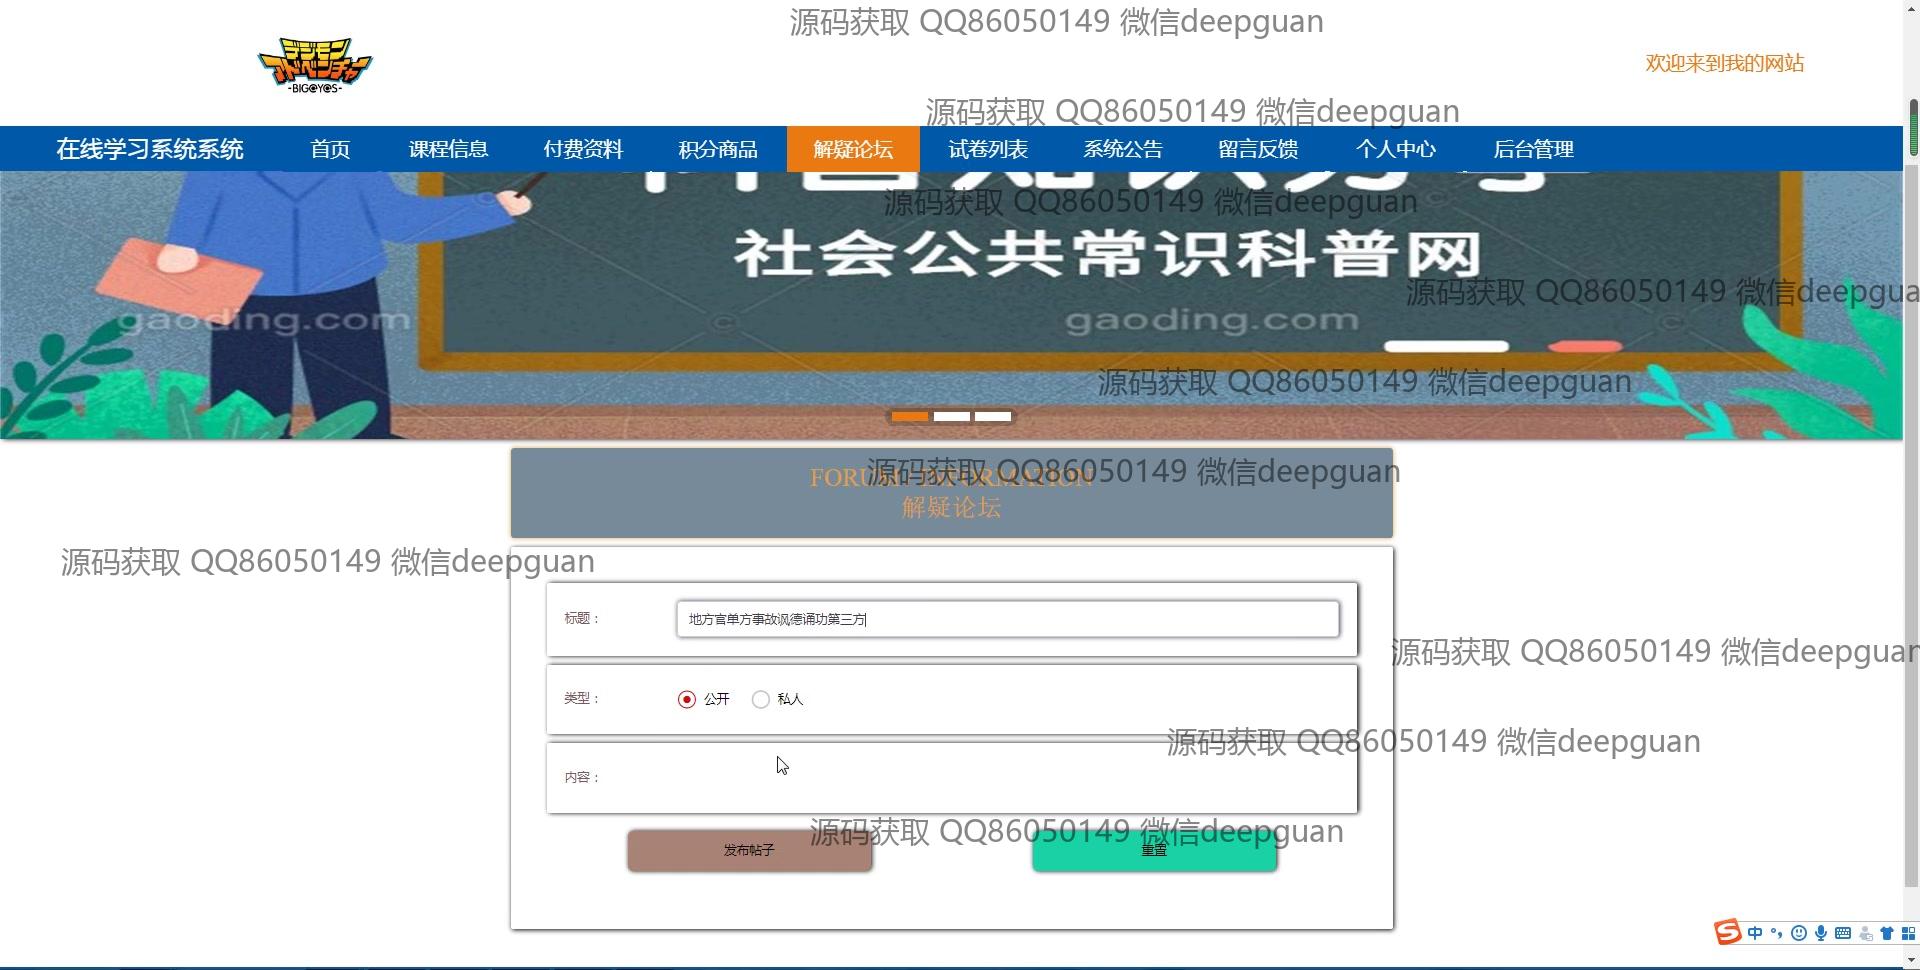 源码获取 QQ86050149 微信deepguan
デジモン
アドベンチャー
-BIG@Y@S-
欢迎来到我的网站
源码获取 QQ86050149 微信deepguan
在线学习系统系统 首页 课程信息 付费资料 积分商品 解疑论坛 试卷列表 系统公告 留言反馈 个人中心 后台管理
源码获取 QQ86050149 微信deepguan
社会公共常识科普网
源码获取 QQ86050149 微信deepgua
gaoding.com gaoding.com
源码获取 QQ86050149 微信deepguan
源码获取 QQ86050149 微信deepguan
FORUM INFORMATION
解疑论坛
源码获取 QQ86050149 微信deepguan
标题： 地方官单方事故讽德诵功第三方
源码获取 QQ86050149 微信deepguan
类型： 公开 私人
源码获取 QQ86050149 微信deepguan
内容：
源码获取 QQ86050149 微信deepguan
发布帖子 重置
中